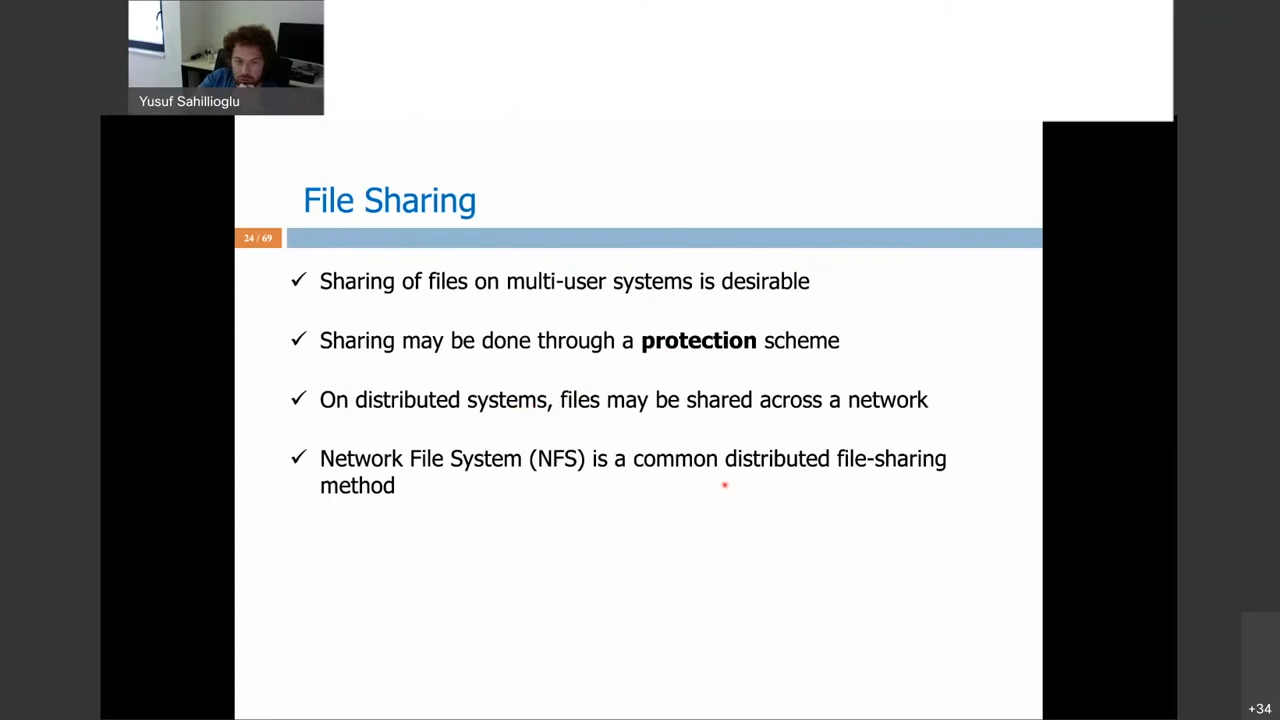 Yusuf Sahillioglu
File Sharing
24 / 69
✓ Sharing of files on multi-user systems is desirable
✓ Sharing may be done through a protection scheme
✓ On distributed systems, files may be shared across a network
✓ Network File System (NFS) is a common distributed file-sharing
method
+34